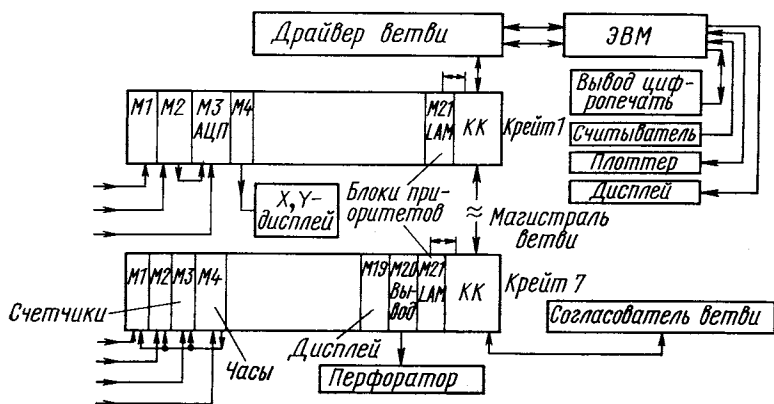 Драйвер ветви
ЭВМ
M1 M2 M3 M4
АЦП
M21
LAM
КК
Крейт 1
Вывод циф-
ропечать
Считыватель
Плоттер
Дисплей
X, Y-
дисплей
Блоки при-
оритетов
Магистраль
ветви
M1 M2 M3 M4
M19 M20 M21
Вы-
вод
LAM
КК
Крейт 7
Счетчики
Часы
Дисплей
Перфоратор
Согласователь ветви